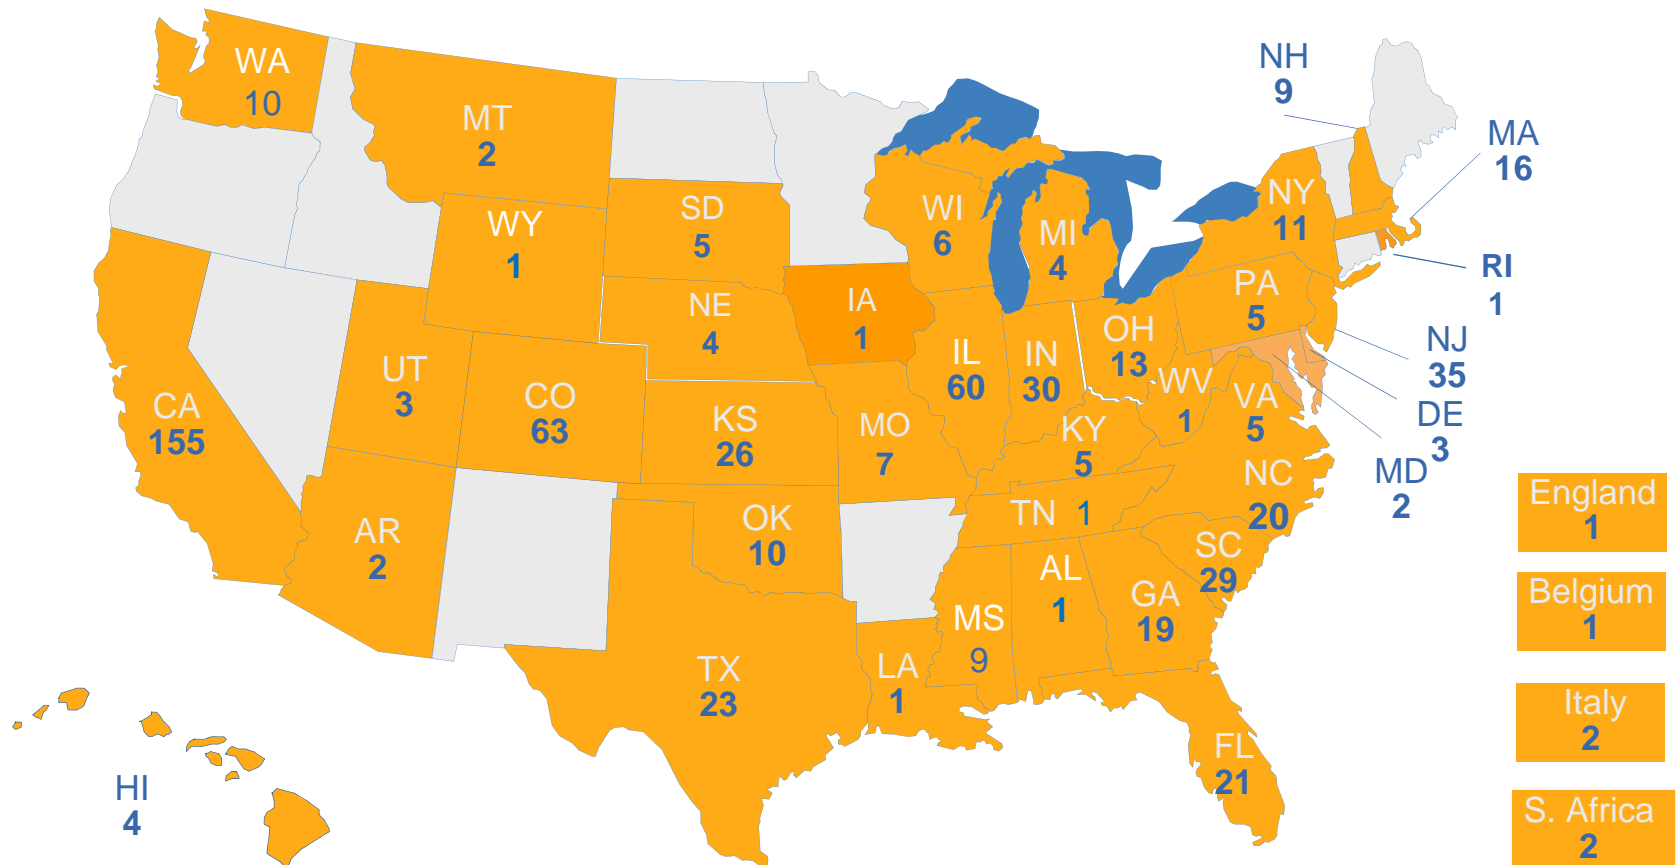 WA
10
MT
2
NH
9
MA
16
WY
1
SD
5
WI
6
MI
4
NY
11
RI
1
NE
4
IA
1
PA
5
OH
13
NJ
35
UT
3
CO
63
IL
60
IN
30
CA
155
KS
26
MO
7
WV
1
VA
5
DE
3
KY
5
MD
2
NC
20
AR
2
OK
10
TN 1
SC
29
England
1
AL
1
GA
19
Belgium
1
MS
9
TX
23
LA
1
Italy
2
FL
21
HI
4
S. Africa
2